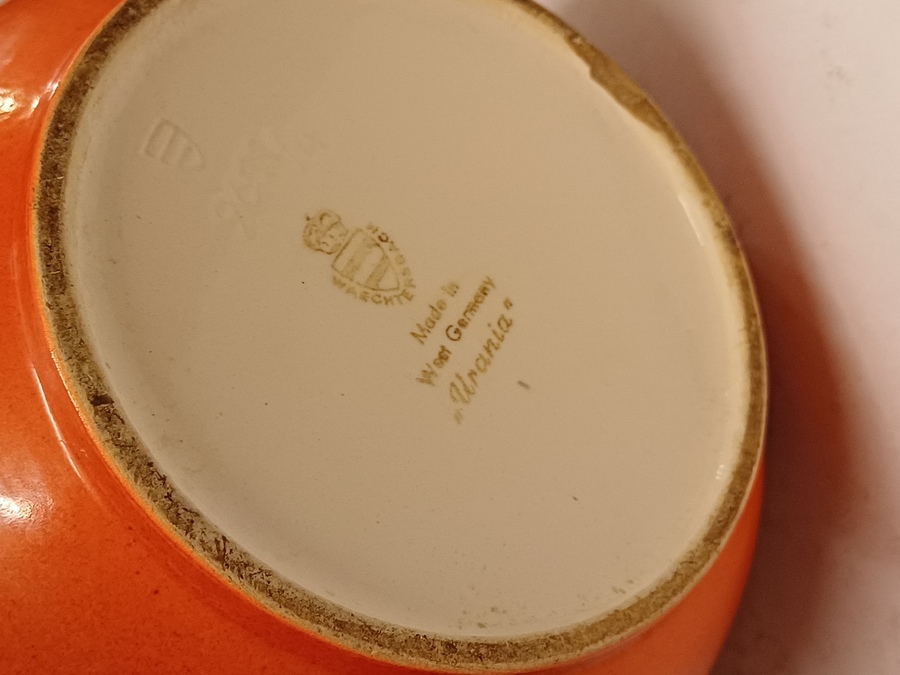 WAECHTERSBACH
Made in
West Germany
„Urania"